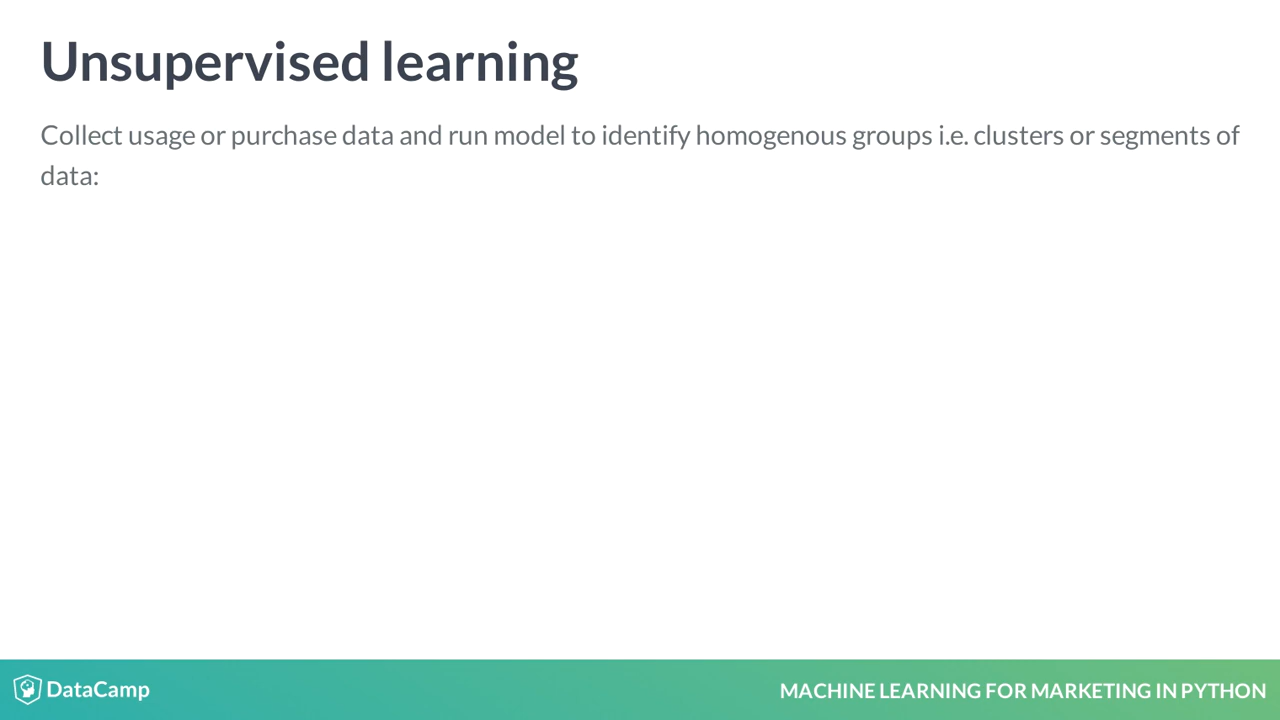 Unsupervised learning
Collect usage or purchase data and run model to identify homogenous groups i.e. clusters or segments of
data:
DataCamp
MACHINE LEARNING FOR MARKETING IN PYTHON